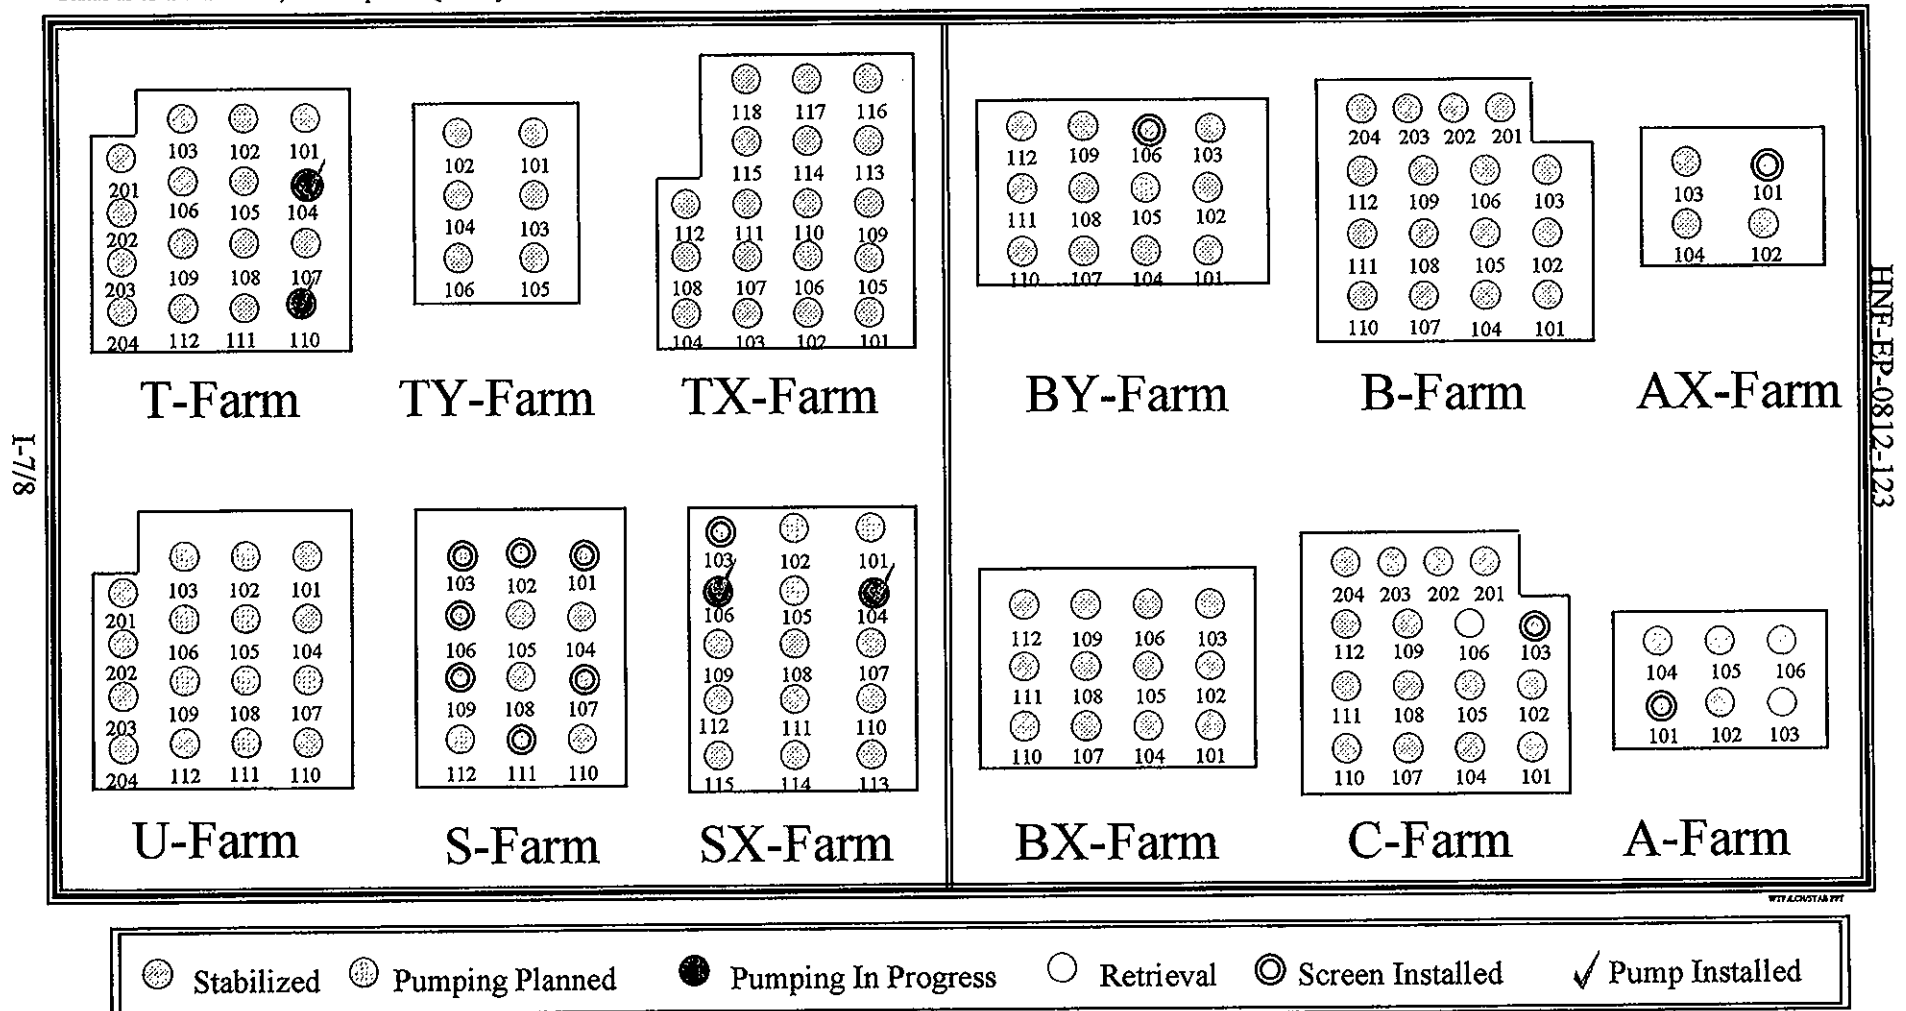 118 117 116
103 102 101
201
106 105 104
202
109 108 107
203
204 112 111 110
T-Farm
102 101
104 103
106 105
TY-Farm
115 114 113
112 111 110 109
108 107 106 105
104 103 102 101
TX-Farm
112 109 106 103
111 108 105 102
110 107 104 101
BY-Farm
204 203 202 201
112 109 106 103
111 108 105 102
110 107 104 101
B-Farm
103 101
104 102
AX-Farm
HNF-EP-0812-123
I-7/8
103 102 101
201
106 105 104
202
109 108 107
203
204 112 111 110
U-Farm
103 102 101
106 105 104
109 108 107
112 111 110
S-Farm
103 102 101
106 105 104
109 108 107
112 111 110
115 114 113
SX-Farm
112 109 106 103
111 108 105 102
110 107 104 101
BX-Farm
204 203 202 201
112 109 106 103
111 108 105 102
110 107 104 101
C-Farm
104 105 106
101 102 103
A-Farm
Stabilized Pumping Planned Pumping In Progress Retrieval Screen Installed Pump Installed